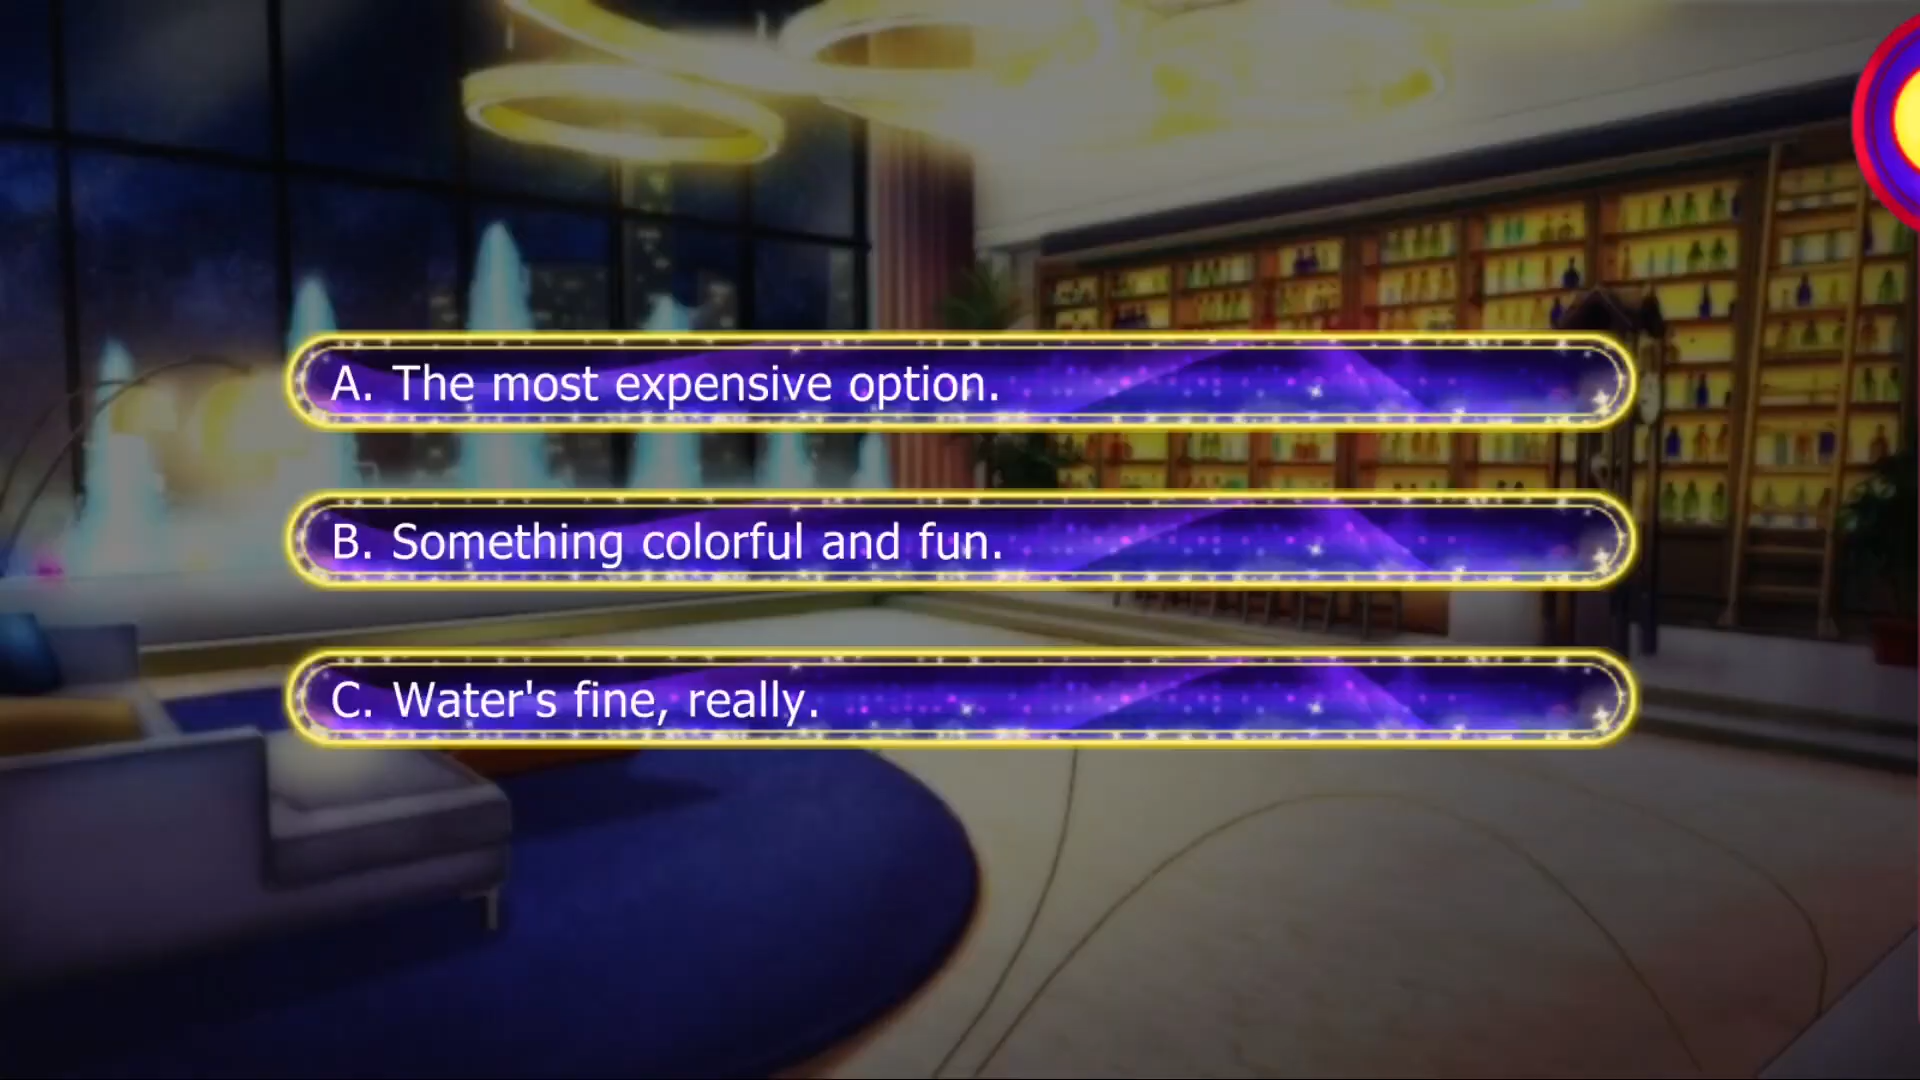 A. The most expensive option.
B. Something colorful and fun.
C. Water's fine, really.